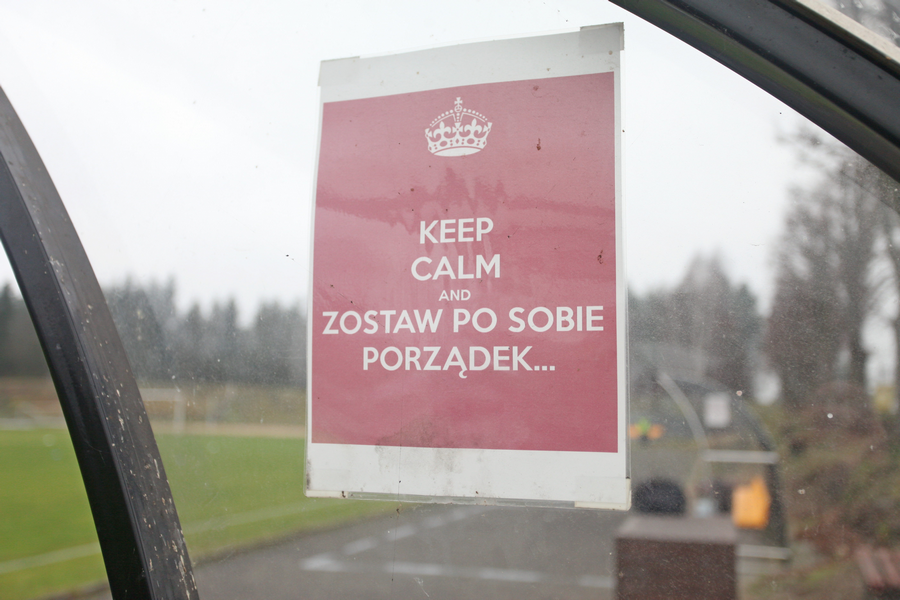 KEEP
CALM
AND
ZOSTAW PO SOBIE
PORZĄDEK...